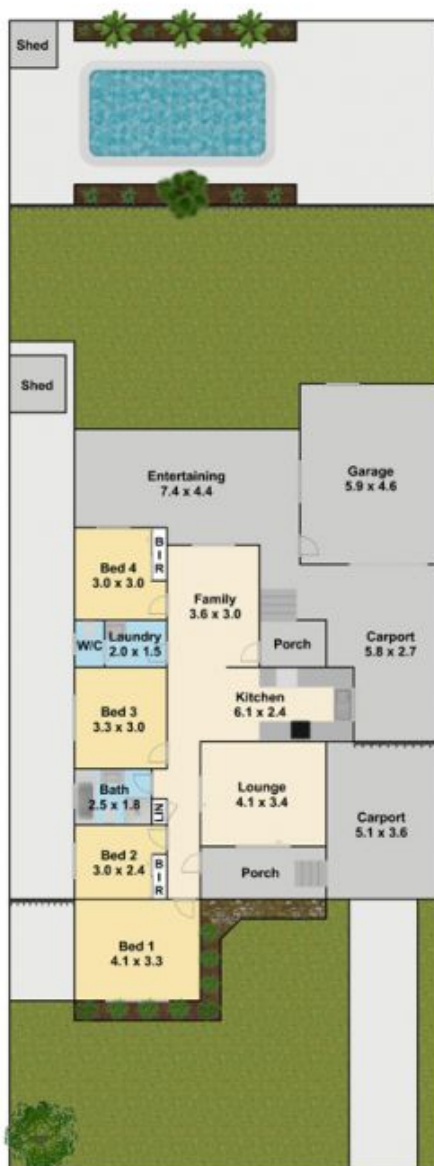 Shed
Shed
Entertaining
7.4 x 4.4
Garage
5.9 x 4.6
B
I
R
Bed 4
3.0 x 3.0
Family
3.6 x 3.0
W/C
Laundry
2.0 x 1.5
Porch
Carport
5.8 x 2.7
Bed 3
3.3 x 3.0
Kitchen
6.1 x 2.4
Bath
2.5 x 1.8
LIN
Lounge
4.1 x 3.4
Carport
5.1 x 3.6
Bed 2
3.0 x 2.4
B
I
R
Porch
Bed 1
4.1 x 3.3